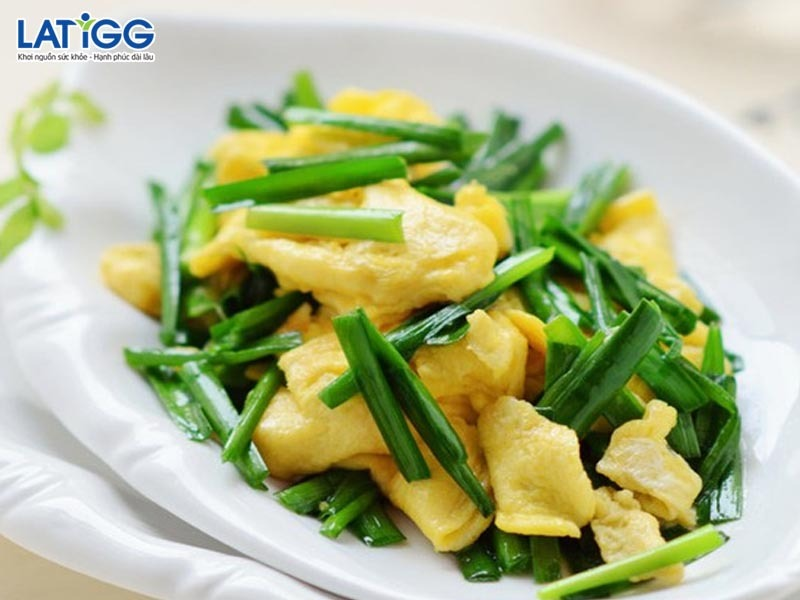 LATIGG
Khơi nguồn sức khỏe - Hạnh phúc dài lâu